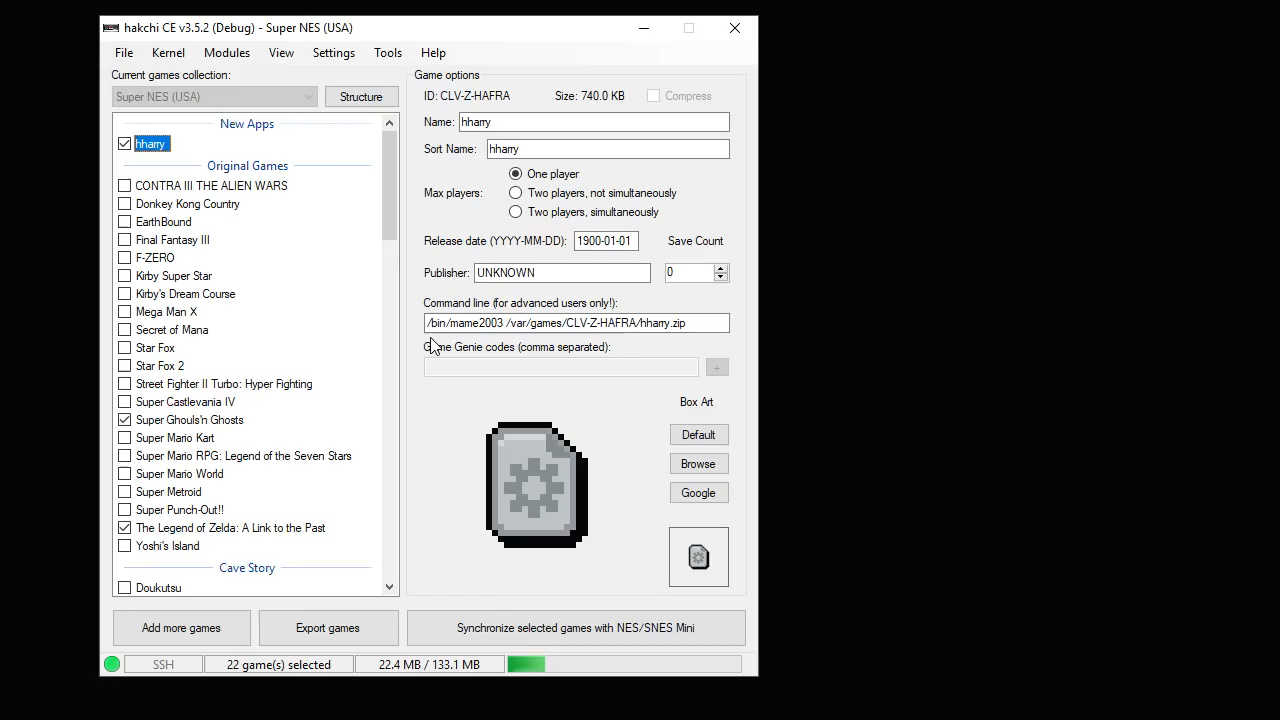 hakchi CE v3.5.2 (Debug) - Super NES (USA)
File Kernel Modules View Settings Tools Help
Current games collection:
Super NES (USA)
Structure
New Apps
hharry
Original Games
CONTRA III THE ALIEN WARS
Donkey Kong Country
EarthBound
Final Fantasy III
F-ZERO
Kirby Super Star
Kirby's Dream Course
Mega Man X
Secret of Mana
Star Fox
Star Fox 2
Street Fighter II Turbo: Hyper Fighting
Super Castlevania IV
Super Ghouls'n Ghosts
Super Mario Kart
Super Mario RPG: Legend of the Seven Stars
Super Mario World
Super Metroid
Super Punch-Out!!
The Legend of Zelda: A Link to the Past
Yoshi's Island
Cave Story
Doukutsu
Game options
ID: CLV-Z-HAFRA Size: 740.0 KB Compress
Name: hharry
Sort Name: hharry
Max players:
One player
Two players, not simultaneously
Two players, simultaneously
Release date (YYYY-MM-DD): 1900-01-01 Save Count
Publisher: UNKNOWN 0
Command line (for advanced users only!):
/bin/mame2003 /var/games/CLV-Z-HAFRA/hharry.zip
Game Genie codes (comma separated):
+
Box Art
Default
Browse
Google
Add more games Export games Synchronize selected games with NES/SNES Mini
SSH 22 game(s) selected 22.4 MB / 133.1 MB